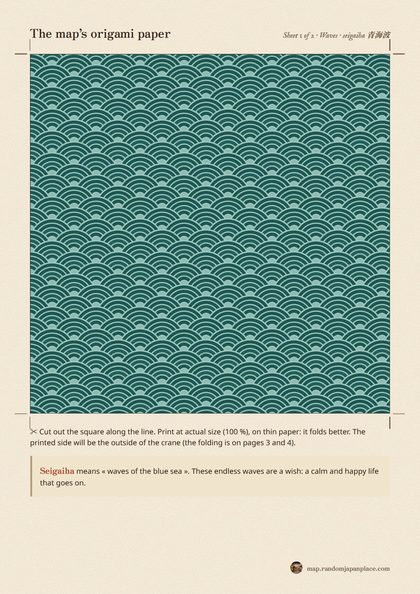 The map’s origami paper
Sheet 1 of 2 · Waves · seigaiha 青海波
✂ Cut out the square along the line. Print at actual size (100 %), on thin paper: it folds better. The
printed side will be the outside of the crane (the folding is on pages 3 and 4).
Seigaiha means « waves of the blue sea ». These endless waves are a wish: a calm and happy life
that goes on.
map.randomjapanplace.com